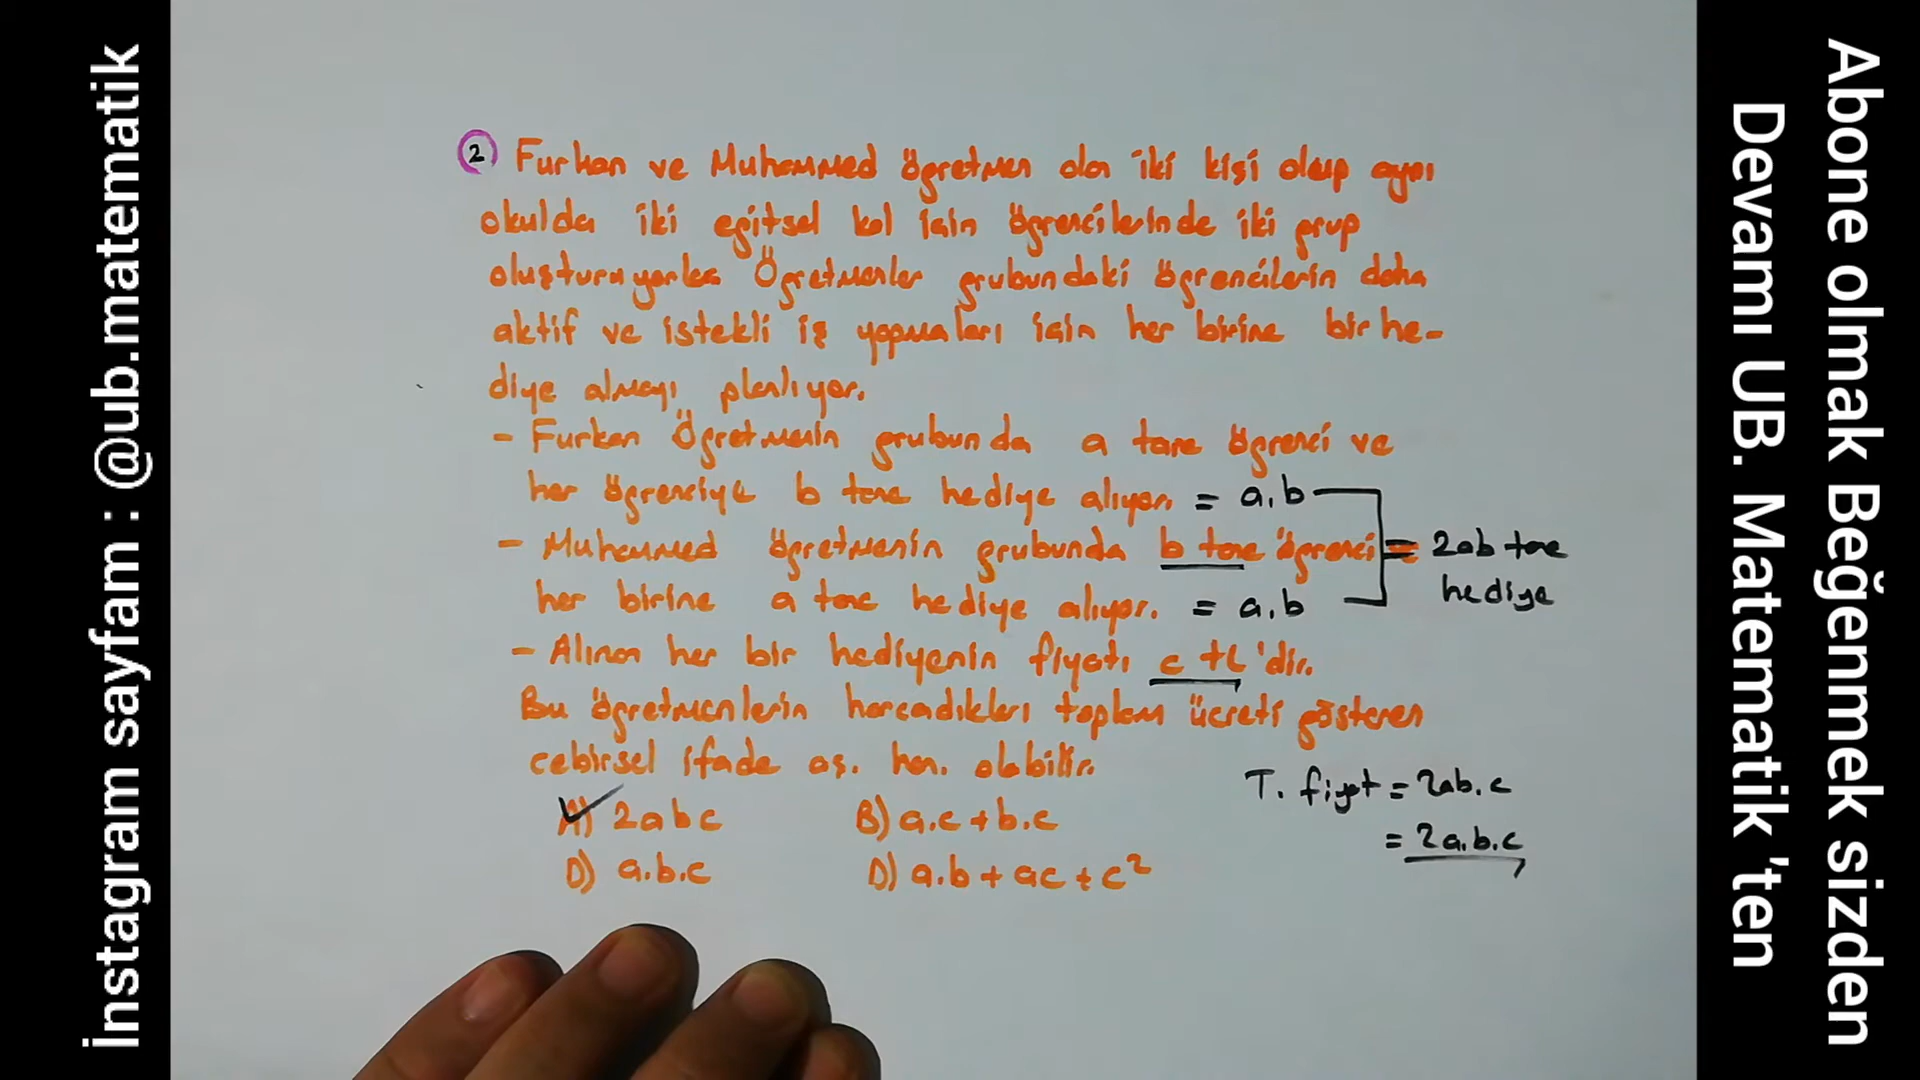 İnstagram sayfam : @ub.matematik
2 Furkan ve Muhammed öğretmen olan iki kişi olup aynı
okulda iki eğitsel kol için öğrencilerinde iki grup
oluşturuyorlar Öğretmenler grubundaki öğrencilerin daha
aktif ve istekli iş yapmaları için her birine bir he-
diye almayı planlıyor.
- Furkan Öğretmenin grubunda a tane öğrenci ve
her öğrenciye b tane hediye alıyor. = a.b
- Muhammed öğretmenin grubunda b tane öğrenci = 2ab tane
hediye
her birine a tane hediye alıyor. = a.b
- Alınan her bir hediyenin fiyatı c tl 'dir.
Bu öğretmenlerin harcadıkları toplam ücreti gösteren
cebirsel ifade aş. han. olabilir.
T. fiyat = 2ab.c
= 2a.b.c
A) 2abc B) a.c + b.c
D) a.b.c D) a.b + ac + c²
Abone olmak Beğenmek sizden
Devamı UB. Matematik 'ten